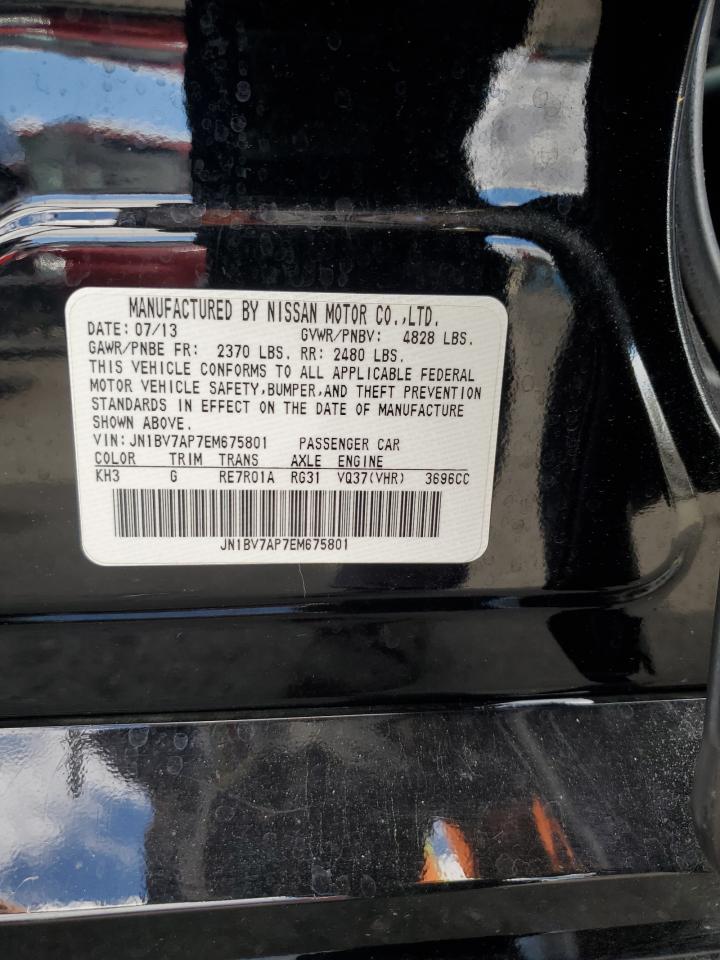 MANUFACTURED BY NISSAN MOTOR CO.,LTD.
DATE: 07/13 GVWR/PNBV: 4828 LBS.
GAWR/PNBE FR: 2370 LBS. RR: 2480 LBS.
THIS VEHICLE CONFORMS TO ALL APPLICABLE FEDERAL
MOTOR VEHICLE SAFETY,BUMPER,AND THEFT PREVENTION
STANDARDS IN EFFECT ON THE DATE OF MANUFACTURE
SHOWN ABOVE.
VIN:JN1BV7AP7EM675801 PASSENGER CAR
COLOR TRIM TRANS AXLE ENGINE
KH3 G RE7R01A RG31 VQ37(VHR) 3696CC
JN1BV7AP7EM675801